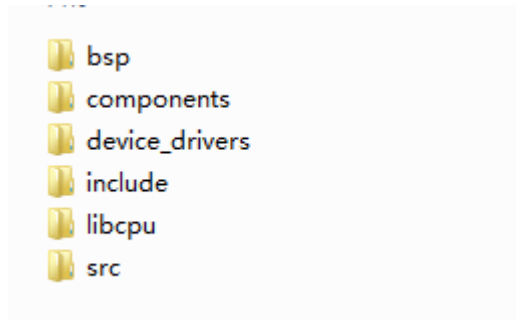 bsp
components
device_drivers
include
libcpu
src